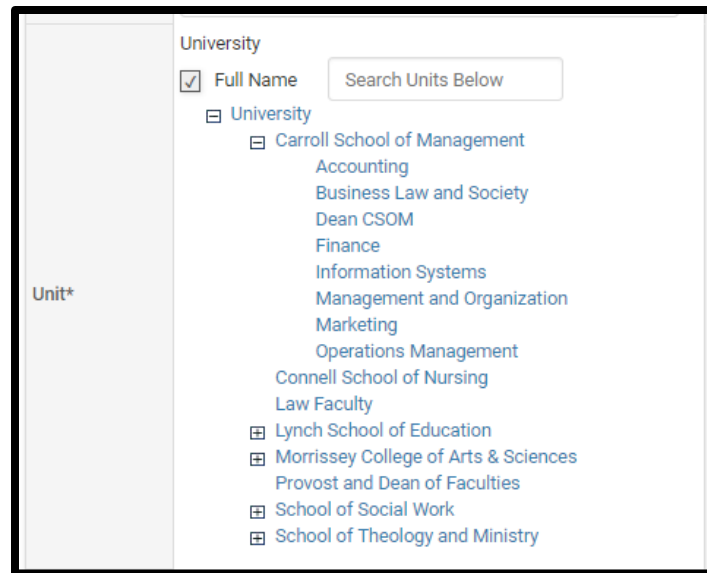 University
Full Name
Search Units Below
University
Carroll School of Management
Accounting
Business Law and Society
Dean CSOM
Finance
Information Systems
Unit*
Management and Organization
Marketing
Operations Management
Connell School of Nursing
Law Faculty
Lynch School of Education
Morrissey College of Arts & Sciences
Provost and Dean of Faculties
School of Social Work
School of Theology and Ministry